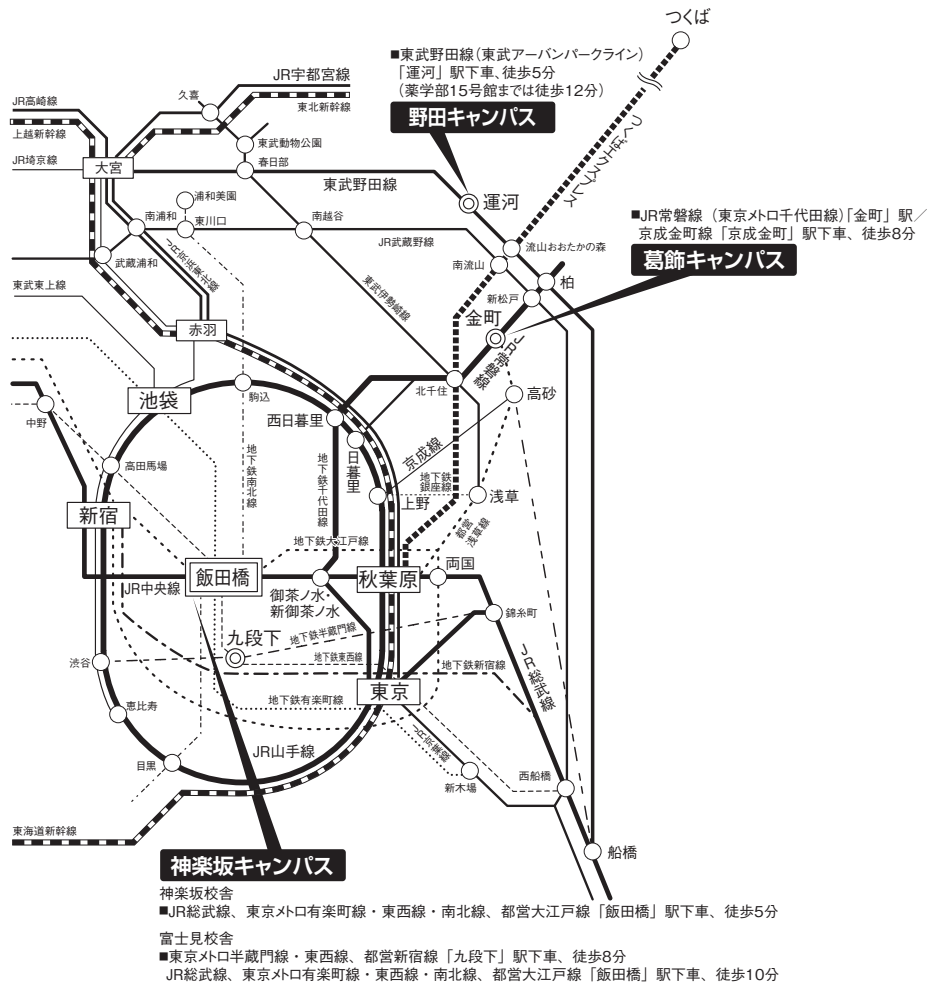 つくば
■東武野田線(東武アーバンパークライン)
「運河」駅下車、徒歩5分
(薬学部15号館までは徒歩12分)
野田キャンパス
JR宇都宮線
東北新幹線
JR高崎線
上越新幹線
JR埼京線
久喜
東武動物公園
大宮
春日部
東武野田線
つくばエクスプレス
運河
浦和美園
南浦和
東川口
南越谷
JR武蔵野線
■JR常磐線 (東京メトロ千代田線)「金町」駅/
京成金町線 「京成金町」駅下車、徒歩8分
葛飾キャンパス
流山おおたかの森
南流山
柏
新松戸
武蔵浦和
JR京浜東北線
東武東上線
東武伊勢崎線
赤羽
金町
JR常磐線
池袋
駒込
北千住
高砂
中野
西日暮里
日暮里
京成線
高田馬場
地下鉄南北線
地下鉄千代田線
地下鉄
銀座線
上野
浅草
都営
浅草線
新宿
地下鉄大江戸線
飯田橋
JR中央線
御茶ノ水
新御茶ノ水
秋葉原
両国
錦糸町
九段下
地下鉄半蔵門線
地下鉄東西線
地下鉄新宿線
JR総武線
渋谷
東京
地下鉄有楽町線
恵比寿
JR山手線
JR京葉線
目黒
新木場
西船橋
東海道新幹線
船橋
神楽坂キャンパス
神楽坂校舎
■JR総武線、東京メトロ有楽町線・東西線・南北線、都営大江戸線「飯田橋」駅下車、徒歩5分
富士見校舎
■東京メトロ半蔵門線・東西線、都営新宿線「九段下」駅下車、徒歩8分
JR総武線、東京メトロ有楽町線・東西線・南北線、都営大江戸線「飯田橋」駅下車、徒歩10分